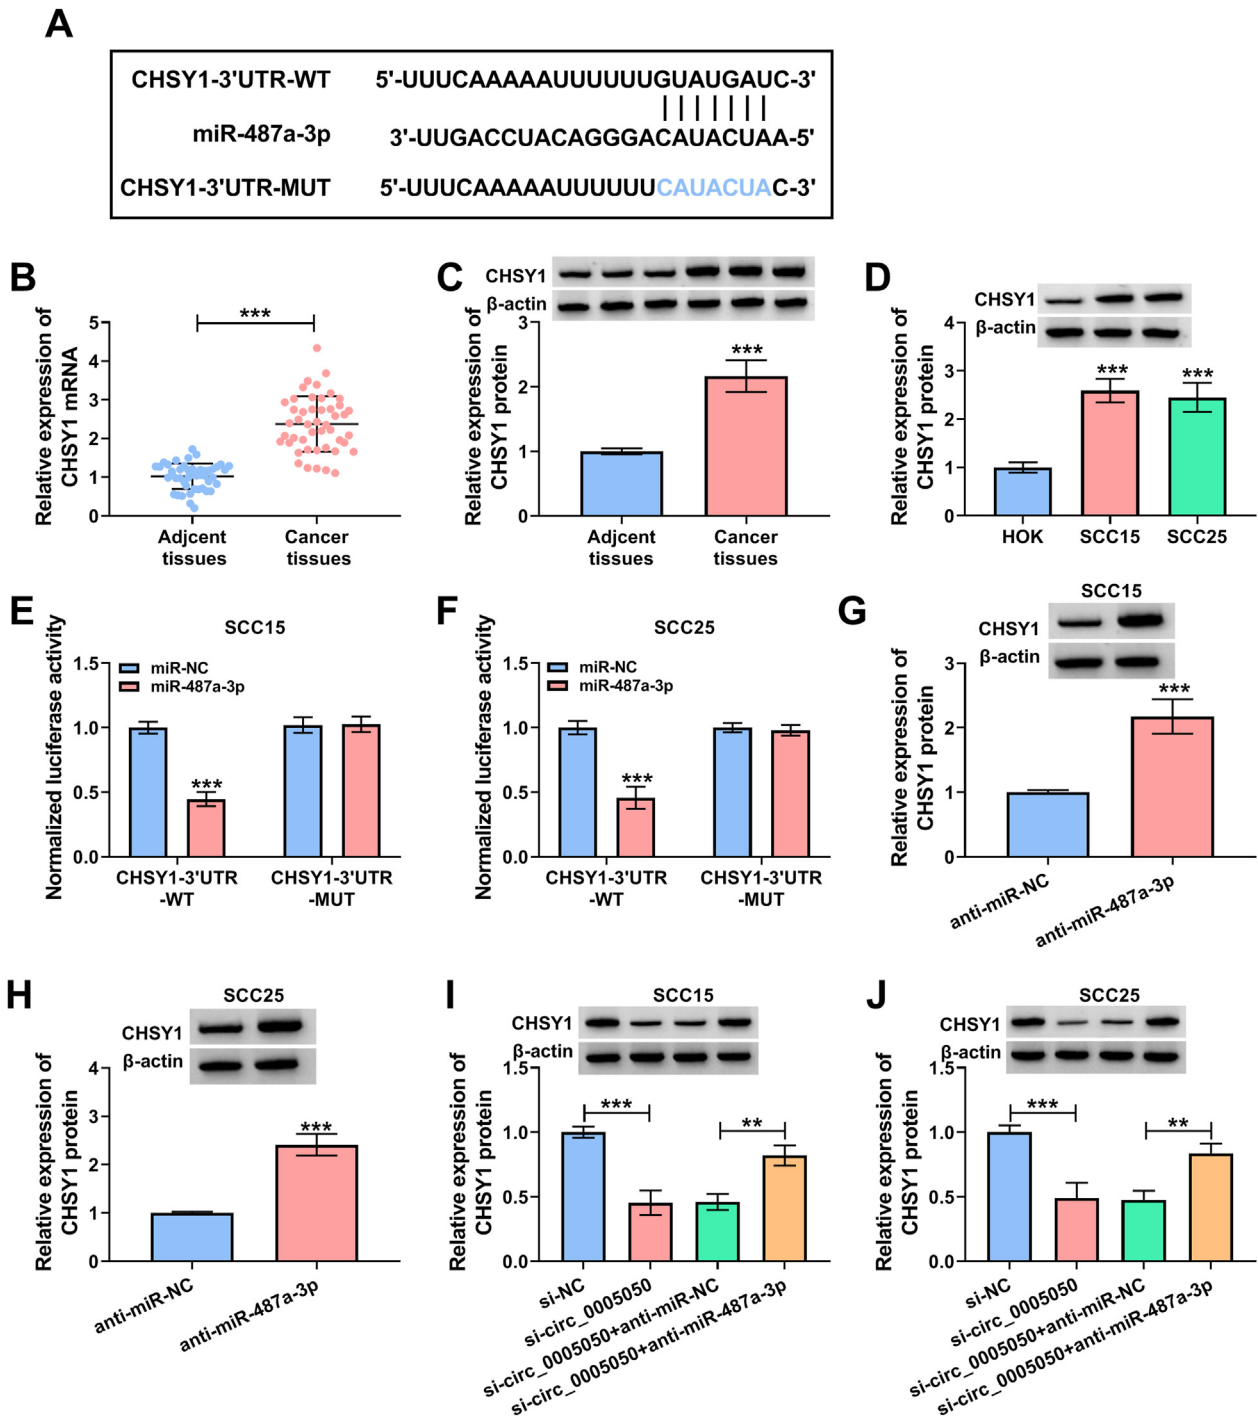 A
CHSY1-3'UTR-WT 5'-UUUCAAAAAUUUUUUGUAUGAUC-3'
miR-487a-3p 3'-UUGACCUACAGGGACAUACUAA-5'
CHSY1-3'UTR-MUT 5'-UUUCAAAAAUUUUUUCAUACUAC-3'
B
Relative expression of
CHSY1 mRNA
5
4
3
2
1
0
***
Adjcent
tissues
Cancer
tissues
C
CHSY1
β-actin
Relative expression of
CHSY1 protein
3
2
1
0
***
Adjcent
tissues
Cancer
tissues
D
CHSY1
β-actin
Relative expression of
CHSY1 protein
4
3
2
1
0
*** ***
HOK SCC15 SCC25
E
SCC15
Normalized luciferase activity
1.5
1.0
0.5
0.0
miR-NC
miR-487a-3p
***
CHSY1-3'UTR
-WT
CHSY1-3'UTR
-MUT
F
SCC25
Normalized luciferase activity
1.5
1.0
0.5
0.0
miR-NC
miR-487a-3p
***
CHSY1-3'UTR
-WT
CHSY1-3'UTR
-MUT
G
SCC15
CHSY1
β-actin
Relative expression of
CHSY1 protein
3
2
1
0
***
anti-miR-NC
anti-miR-487a-3p
H
SCC25
CHSY1
β-actin
Relative expression of
CHSY1 protein
4
3
2
1
0
***
anti-miR-NC
anti-miR-487a-3p
I
SCC15
CHSY1
β-actin
Relative expression of
CHSY1 protein
1.5
1.0
0.5
0.0
*** **
si-NC
si-circ_0005050
si-circ_0005050+anti-miR-NC
si-circ_0005050+anti-miR-487a-3p
J
SCC25
CHSY1
β-actin
Relative expression of
CHSY1 protein
1.5
1.0
0.5
0.0
*** **
si-NC
si-circ_0005050
si-circ_0005050+anti-miR-NC
si-circ_0005050+anti-miR-487a-3p